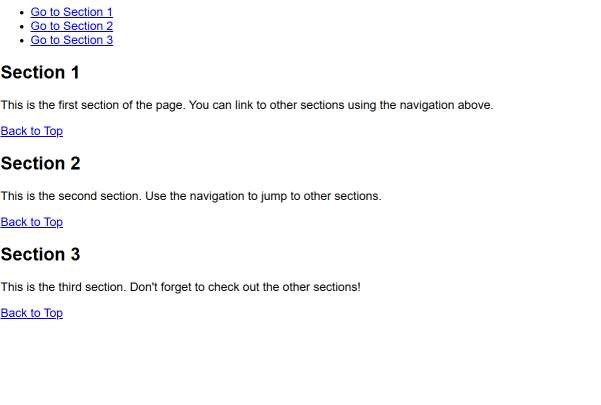 Go to Section 1
Go to Section 2
Go to Section 3
Section 1
This is the first section of the page. You can link to other sections using the navigation above.
Back to Top
Section 2
This is the second section. Use the navigation to jump to other sections.
Back to Top
Section 3
This is the third section. Don't forget to check out the other sections!
Back to Top